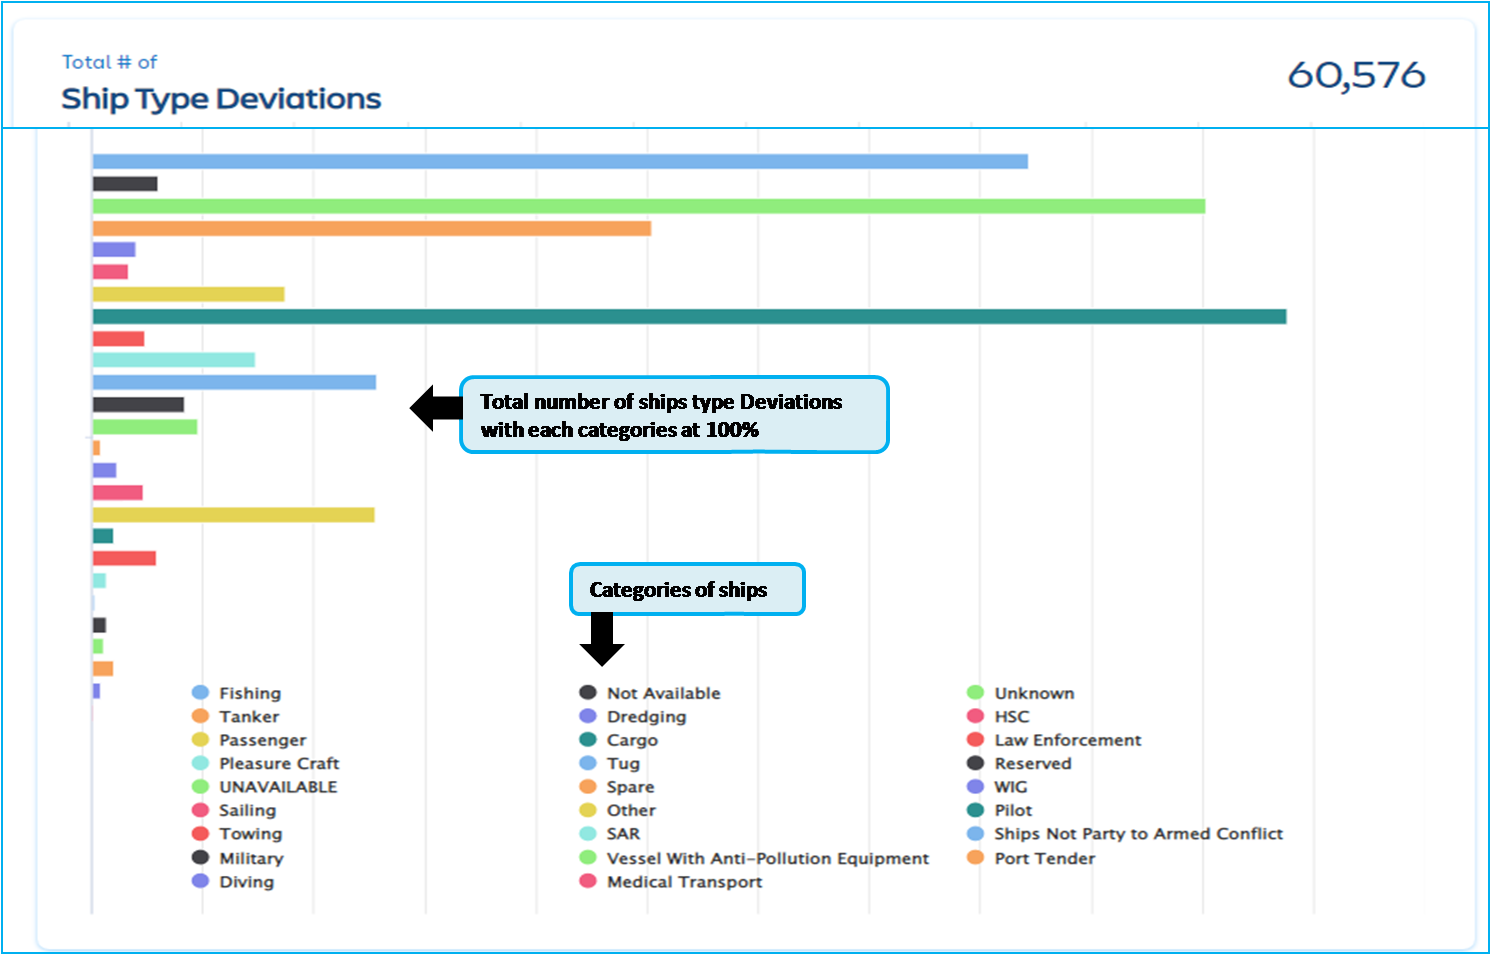 Total # of
Ship Type Deviations
60,576
Total number of ships type Deviations
with each categories at 100%
Categories of ships
Fishing
Not Available
Unknown
Tanker
Dredging
HSC
Passenger
Cargo
Law Enforcement
Pleasure Craft
Tug
Reserved
UNAVAILABLE
Spare
WIG
Sailing
Other
Pilot
Towing
SAR
Ships Not Party to Armed Conflict
Military
Vessel With Anti-Pollution Equipment
Port Tender
Diving
Medical Transport